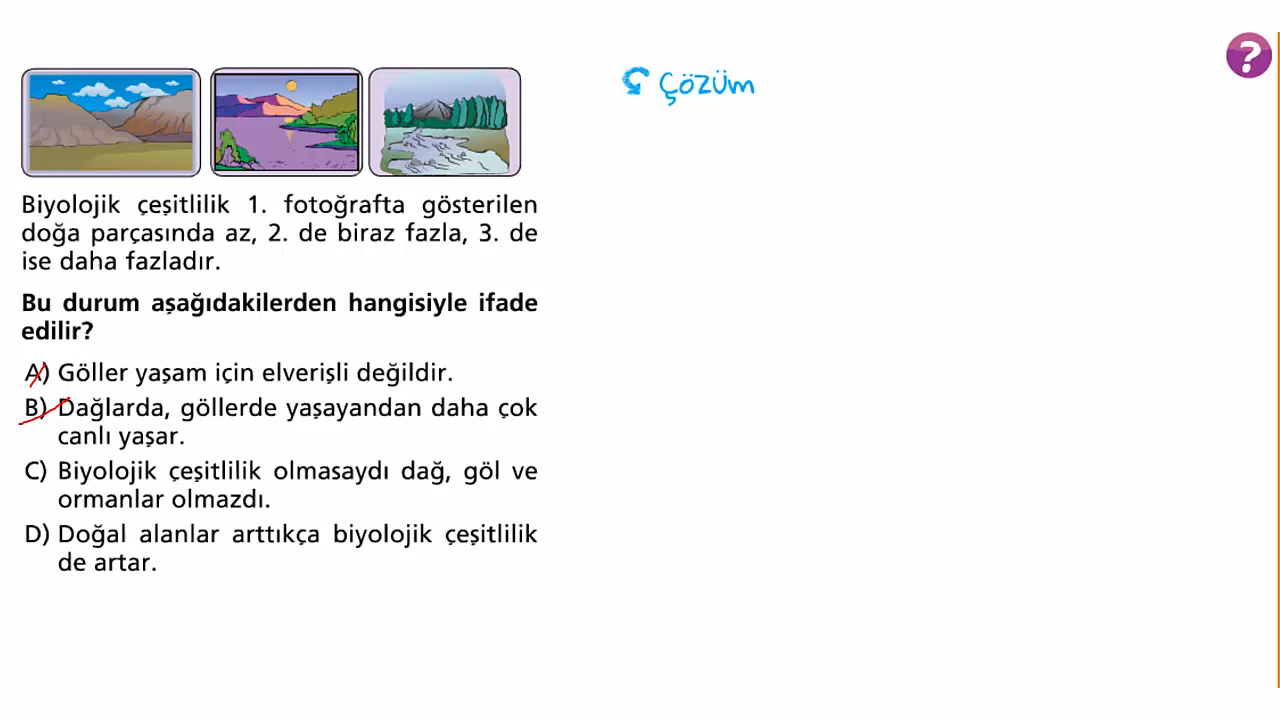 ?
Çözüm
Biyolojik çeşitlilik 1. fotoğrafta gösterilen
doğa parçasında az, 2. de biraz fazla, 3. de
ise daha fazladır.
Bu durum aşağıdakilerden hangisiyle ifade
edilir?
A) Göller yaşam için elverişli değildir.
B) Dağlarda, göllerde yaşayandan daha çok
canlı yaşar.
C) Biyolojik çeşitlilik olmasaydı dağ, göl ve
ormanlar olmazdı.
D) Doğal alanlar arttıkça biyolojik çeşitlilik
de artar.